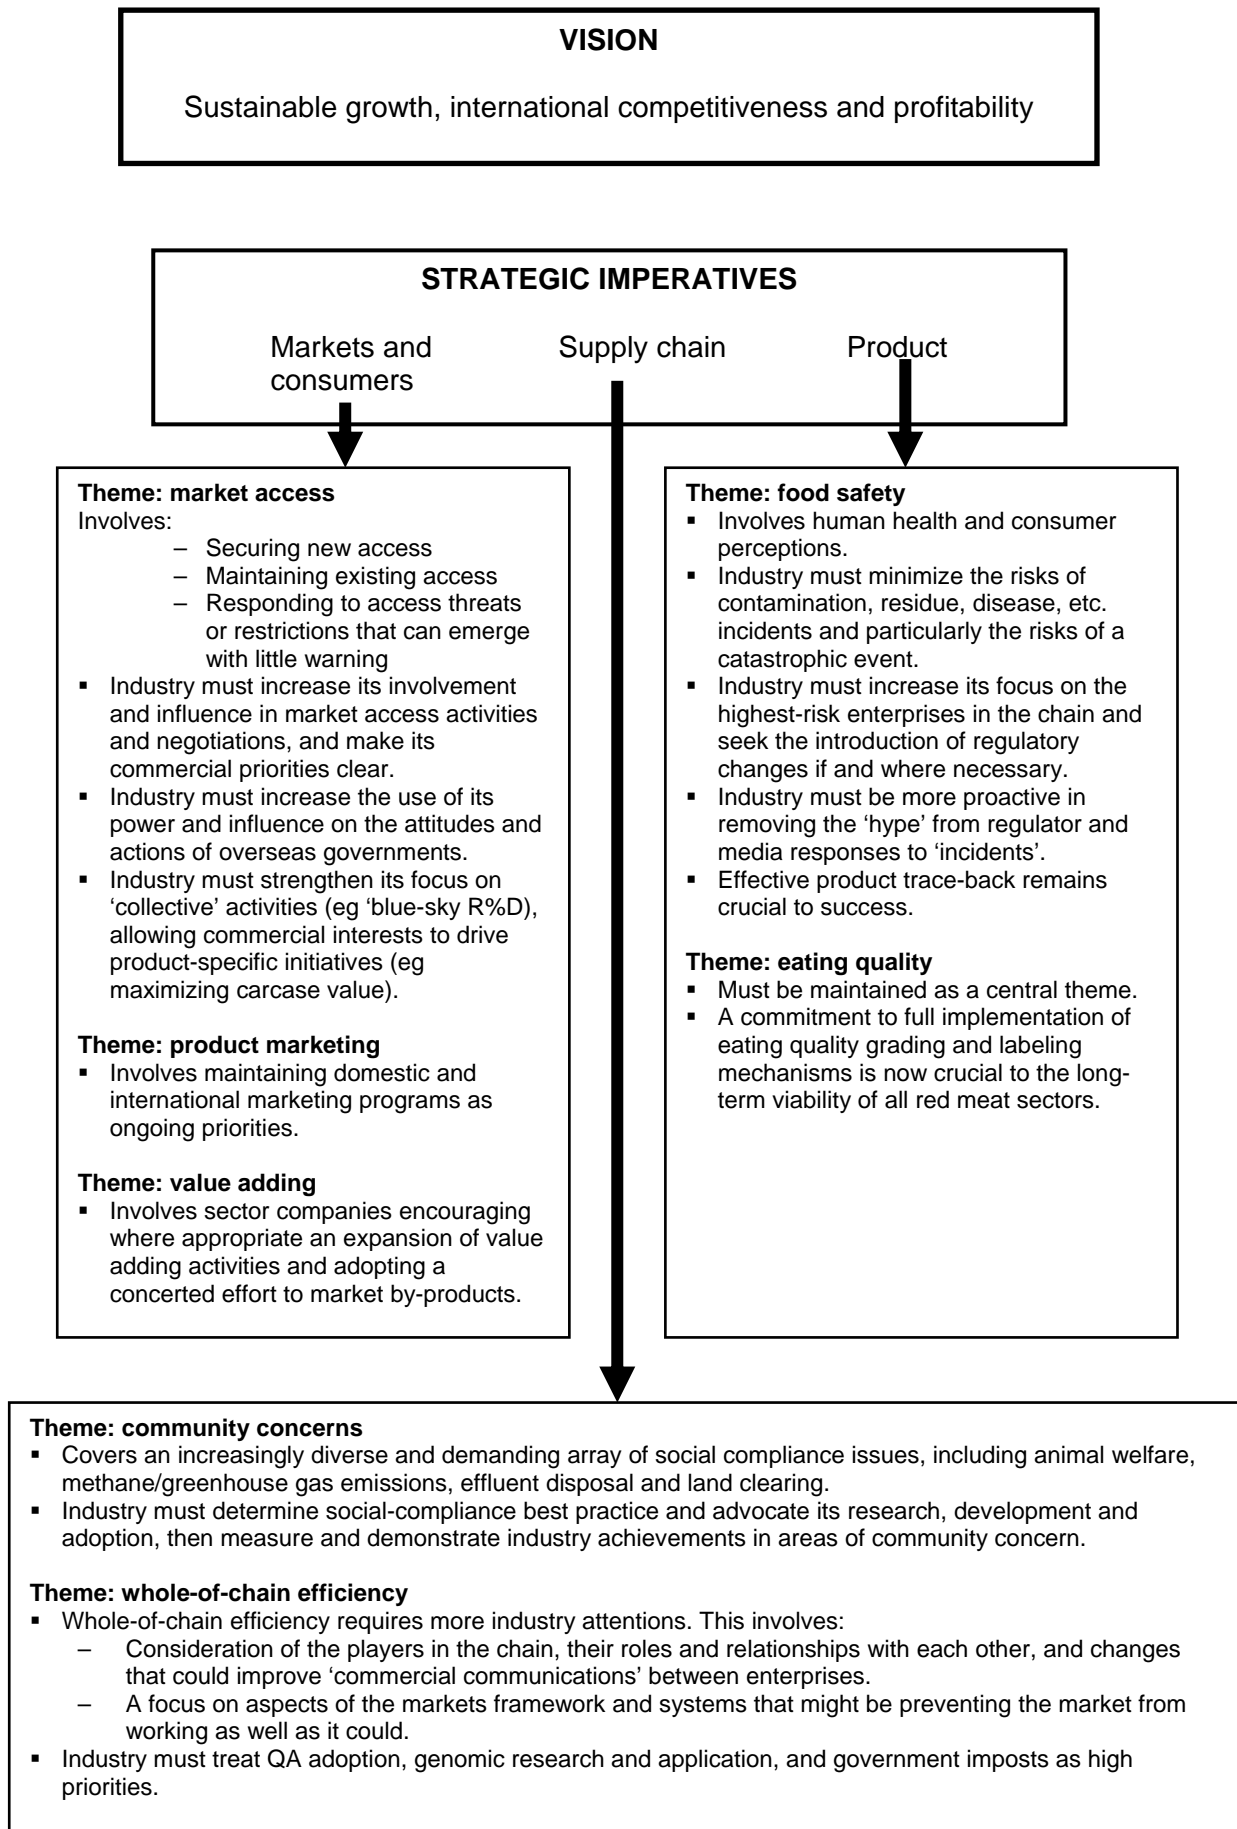 VISION
Sustainable growth, international competitiveness and profitability
STRATEGIC IMPERATIVES
Markets and
consumers
Supply chain
Product
Theme: market access
Involves:
– Securing new access
– Maintaining existing access
– Responding to access threats
or restrictions that can emerge
with little warning
▪ Industry must increase its involvement
and influence in market access activities
and negotiations, and make its
commercial priorities clear.
▪ Industry must increase the use of its
power and influence on the attitudes and
actions of overseas governments.
▪ Industry must strengthen its focus on
‘collective’ activities (eg ‘blue-sky R%D),
allowing commercial interests to drive
product-specific initiatives (eg
maximizing carcase value).
Theme: product marketing
▪ Involves maintaining domestic and
international marketing programs as
ongoing priorities.
Theme: value adding
▪ Involves sector companies encouraging
where appropriate an expansion of value
adding activities and adopting a
concerted effort to market by-products.
Theme: food safety
▪ Involves human health and consumer
perceptions.
▪ Industry must minimize the risks of
contamination, residue, disease, etc.
incidents and particularly the risks of a
catastrophic event.
▪ Industry must increase its focus on the
highest-risk enterprises in the chain and
seek the introduction of regulatory
changes if and where necessary.
▪ Industry must be more proactive in
removing the ‘hype’ from regulator and
media responses to ‘incidents’.
▪ Effective product trace-back remains
crucial to success.
Theme: eating quality
▪ Must be maintained as a central theme.
▪ A commitment to full implementation of
eating quality grading and labeling
mechanisms is now crucial to the long-
term viability of all red meat sectors.
Theme: community concerns
▪ Covers an increasingly diverse and demanding array of social compliance issues, including animal welfare,
methane/greenhouse gas emissions, effluent disposal and land clearing.
▪ Industry must determine social-compliance best practice and advocate its research, development and
adoption, then measure and demonstrate industry achievements in areas of community concern.
Theme: whole-of-chain efficiency
▪ Whole-of-chain efficiency requires more industry attentions. This involves:
– Consideration of the players in the chain, their roles and relationships with each other, and changes
that could improve ‘commercial communications’ between enterprises.
– A focus on aspects of the markets framework and systems that might be preventing the market from
working as well as it could.
▪ Industry must treat QA adoption, genomic research and application, and government imposts as high
priorities.